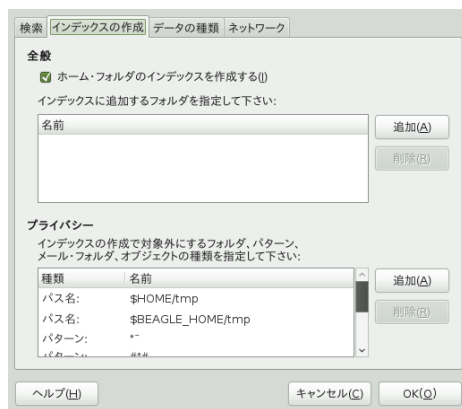 検索 インデックスの作成 データの種類 ネットワーク
全般
ホーム・フォルダのインデックスを作成する(I)
インデックスに追加するフォルダを指定して下さい:
名前
追加(A)
削除(R)
プライバシー
インデックスの作成で対象外にするフォルダ、パターン、
メール・フォルダ、オブジェクトの種類を指定して下さい:
種類 名前
追加(A)
パス名: $HOME/tmp
削除(R)
パス名: $BEAGLE_HOME/tmp
パターン: *~
パターン: #*#
ヘルプ(H) キャンセル(C) OK(O)